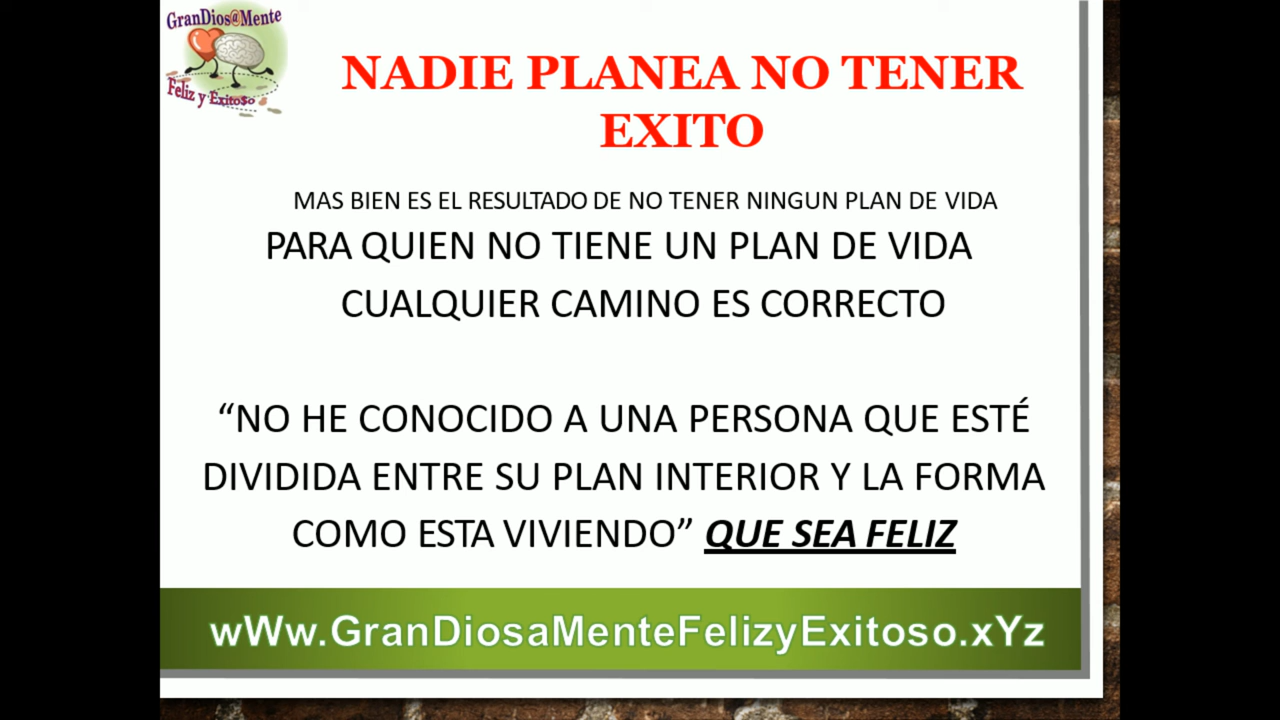 GranDios@Mente
Feliz y Exitoso
NADIE PLANEA NO TENER
EXITO
MAS BIEN ES EL RESULTADO DE NO TENER NINGUN PLAN DE VIDA
PARA QUIEN NO TIENE UN PLAN DE VIDA
CUALQUIER CAMINO ES CORRECTO
“NO HE CONOCIDO A UNA PERSONA QUE ESTÉ
DIVIDIDA ENTRE SU PLAN INTERIOR Y LA FORMA
COMO ESTA VIVIENDO” QUE SEA FELIZ
wWw.GranDiosaMenteFelizyExitoso.xYz